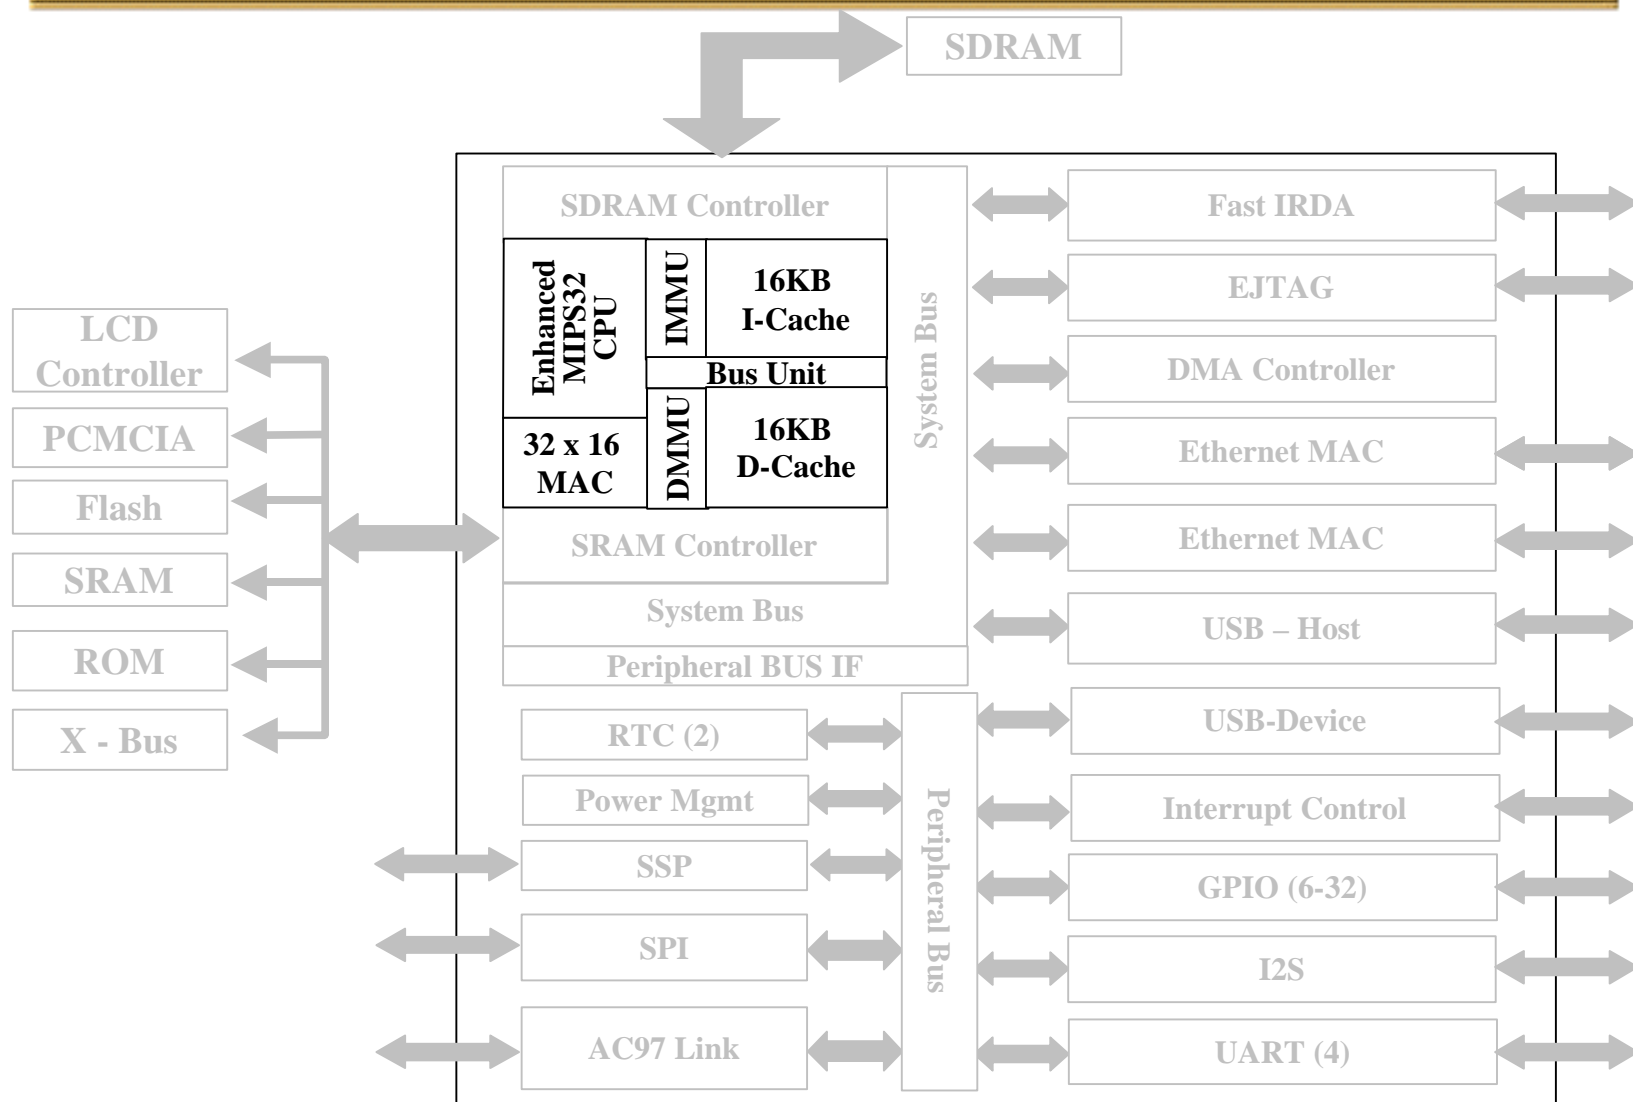 SDRAM
SDRAM Controller
Enhanced
MIPS32
CPU
IMMU
16KB
I-Cache
Bus Unit
32 x 16
MAC
DMMU
16KB
D-Cache
SRAM Controller
System Bus
System Bus
Peripheral BUS IF
LCD
Controller
PCMCIA
Flash
SRAM
ROM
X - Bus
Fast IRDA
EJTAG
DMA Controller
Ethernet MAC
Ethernet MAC
USB – Host
RTC (2)
Power Mgmt
SSP
SPI
AC97 Link
Peripheral Bus
USB-Device
Interrupt Control
GPIO (6-32)
I2S
UART (4)